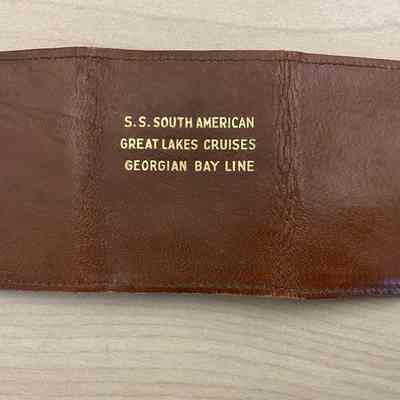 S.S. SOUTH AMERICAN
GREAT LAKES CRUISES
GEORGIAN BAY LINE